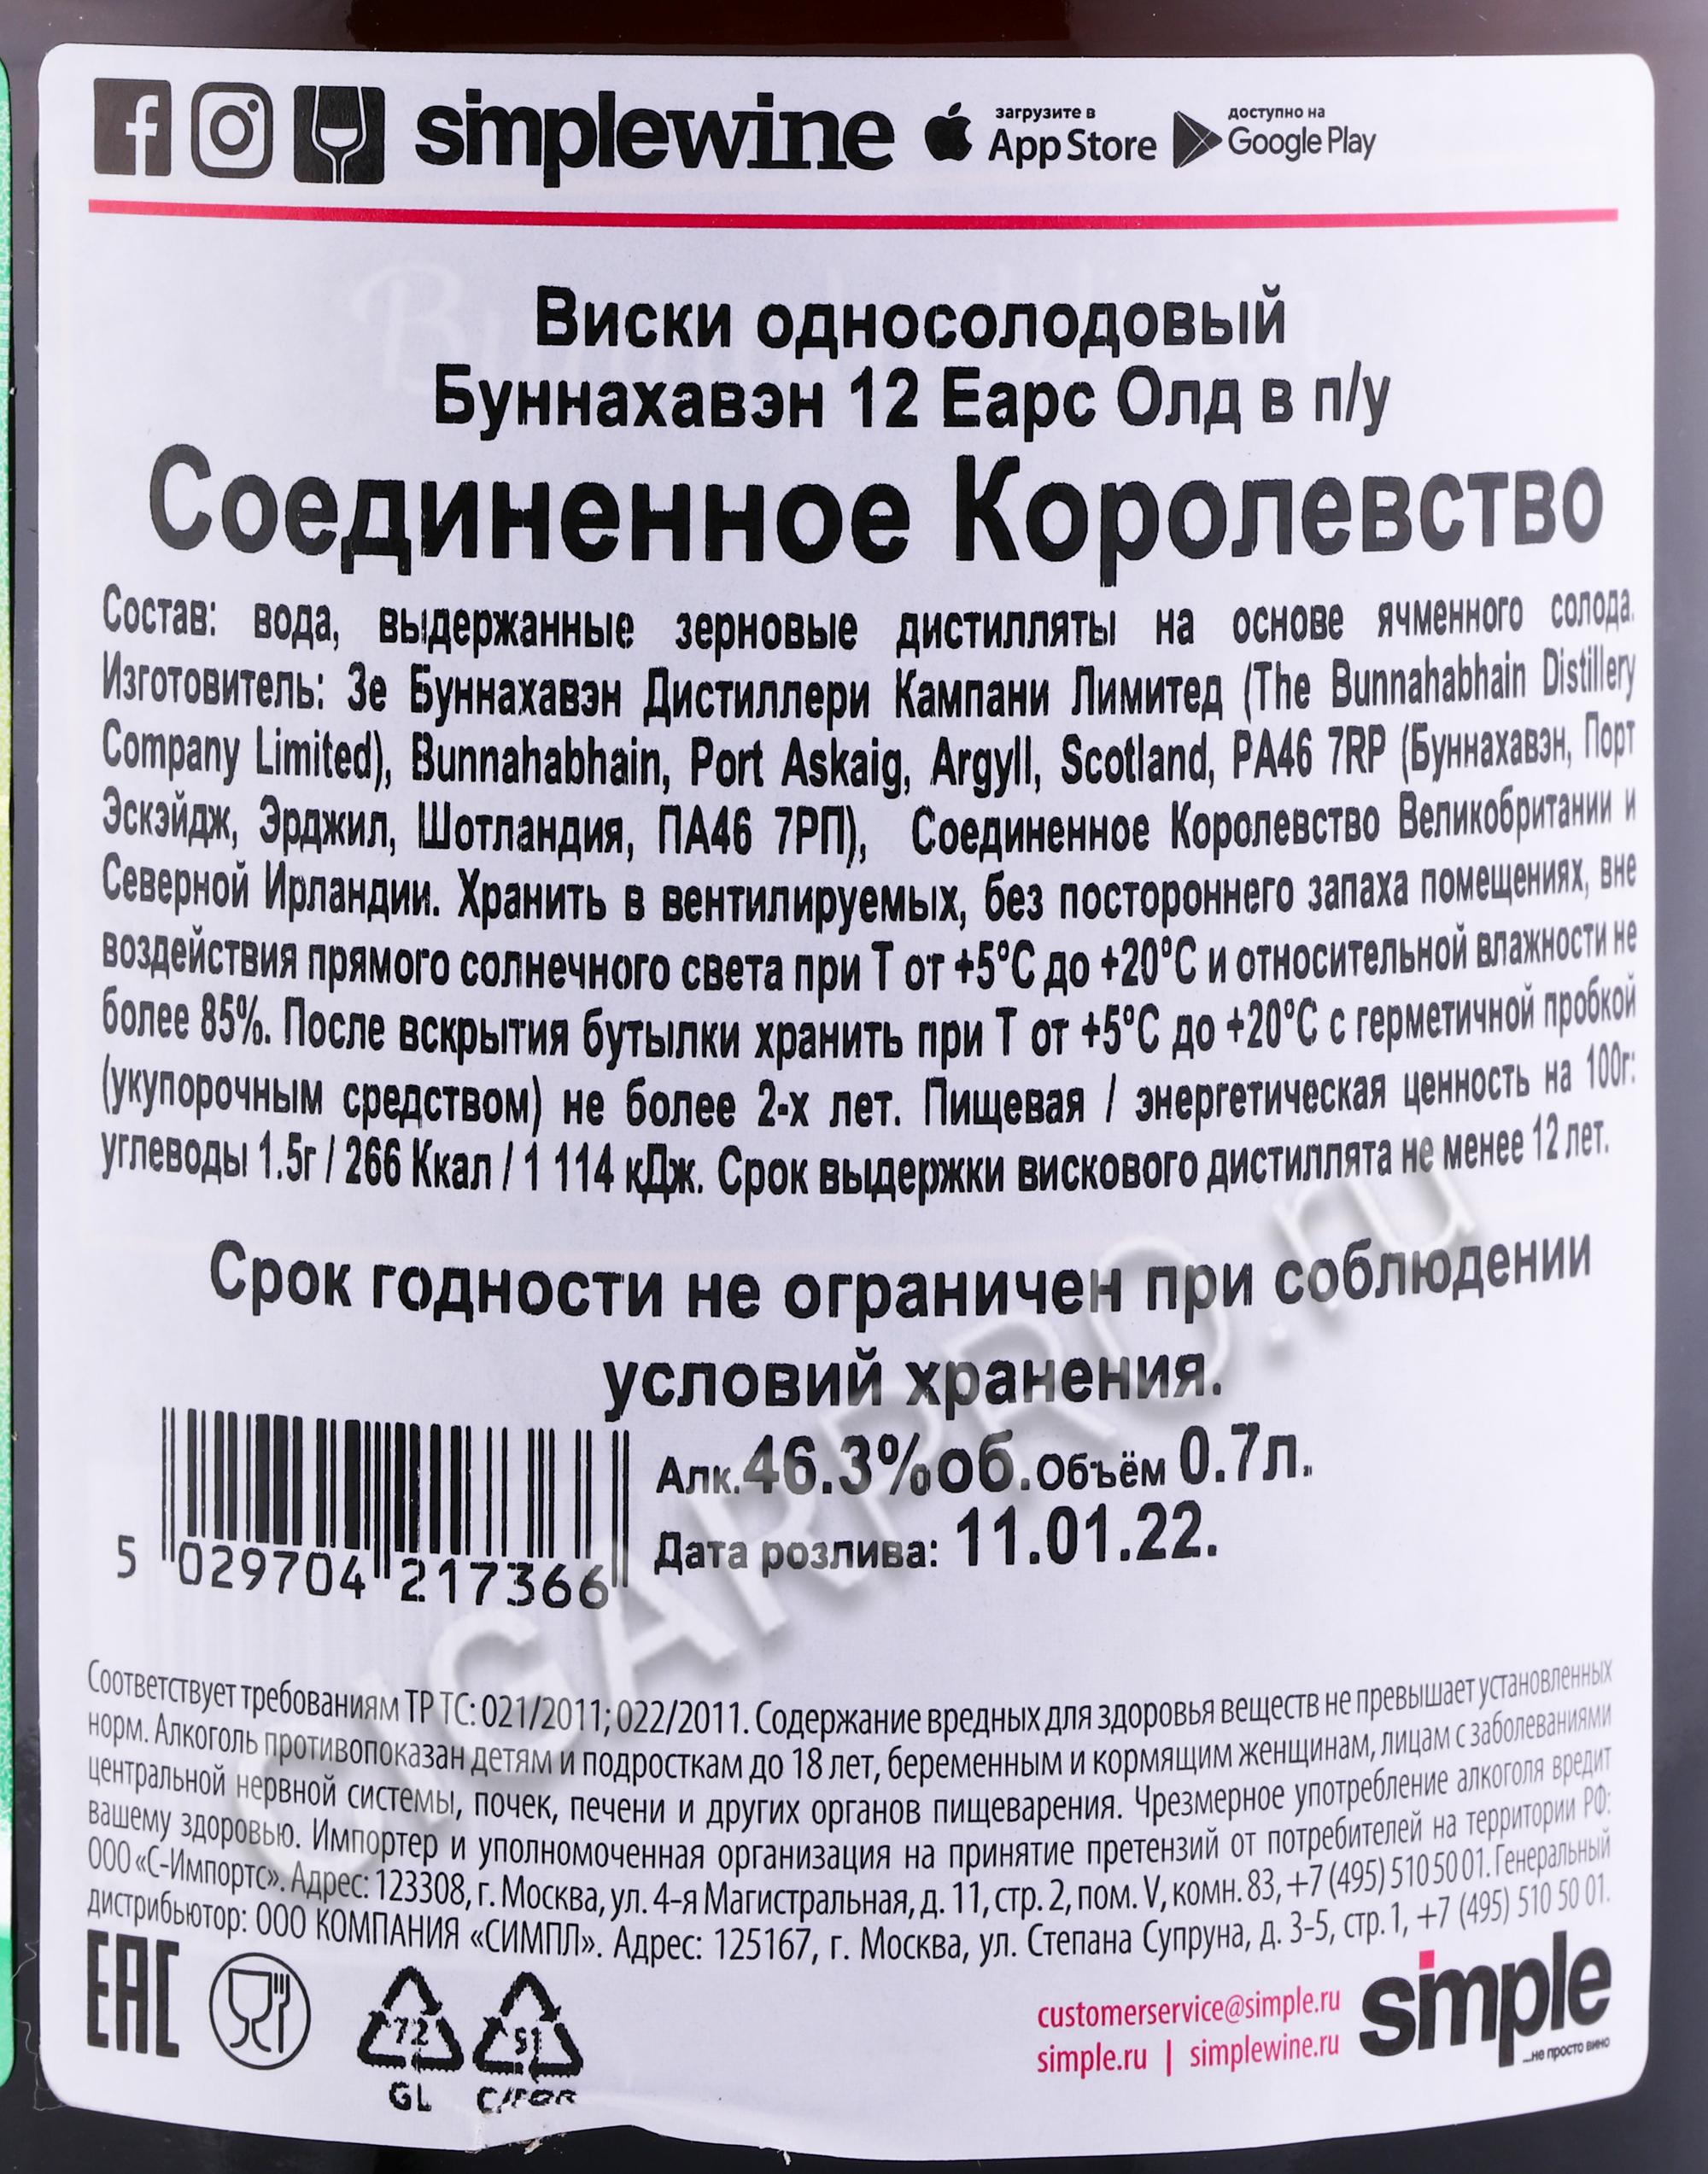 simplewine
загрузите в
App Store
доступно на
Google Play
Виски односолодовый
Буннахавэн 12 Еарс Олд в п/у
Соединенное Королевство
Состав: вода, выдержанные зерновые дистилляты на основе ячменного солода.
Изготовитель: Зе Буннахавэн Дистиллери Кампани Лимитед (The Bunnahabhain Distillery
Company Limited), Bunnahabhain, Port Askaig, Argyll, Scotland, PA46 7RP (Буннахавэн, Порт
Эскэйдж, Эрджил, Шотландия, ПА46 7РП), Соединенное Королевство Великобритании и
Северной Ирландии. Хранить в вентилируемых, без постороннего запаха помещениях, вне
воздействия прямого солнечного света при Т от +5°С до +20°С и относительной влажности не
более 85%. После вскрытия бутылки хранить при Т от +5°С до +20°С с герметичной пробкой
(укупорочным средством) не более 2-х лет. Пищевая / энергетическая ценность на 100г:
углеводы 1.5г / 266 Ккал / 1 114 кДж. Срок выдержки вискового дистиллята не менее 12 лет.
Срок годности не ограничен при соблюдении
условий хранения.
Алк.46.3%об.Объём 0.7л.
Дата розлива: 11.01.22.
5 029704 217366
CIGARPRO.ru
Соответствует требованиям ТР ТС: 021/2011; 022/2011. Содержание вредных для здоровья веществ не превышает установленных
норм. Алкоголь противопоказан детям и подросткам до 18 лет, беременным и кормящим женщинам, лицам с заболеваниями
центральной нервной системы, почек, печени и других органов пищеварения. Чрезмерное употребление алкоголя вредит
вашему здоровью. Импортер и уполномоченная организация на принятие претензий от потребителей на территории РФ:
ООО «С-Импортс». Адрес: 123308, г. Москва, ул. 4-я Магистральная, д. 11, стр. 2, пом. V, комн. 83, +7 (495) 510 50 01. Генеральный
дистрибьютор: ООО КОМПАНИЯ «СИМПЛ». Адрес: 125167, г. Москва, ул. Степана Супруна, д. 3-5, стр. 1, +7 (495) 510 50 01.
EAC
72
GL
51
C/POR
customerservice@simple.ru
simple.ru | simplewine.ru
simple
...не просто вино